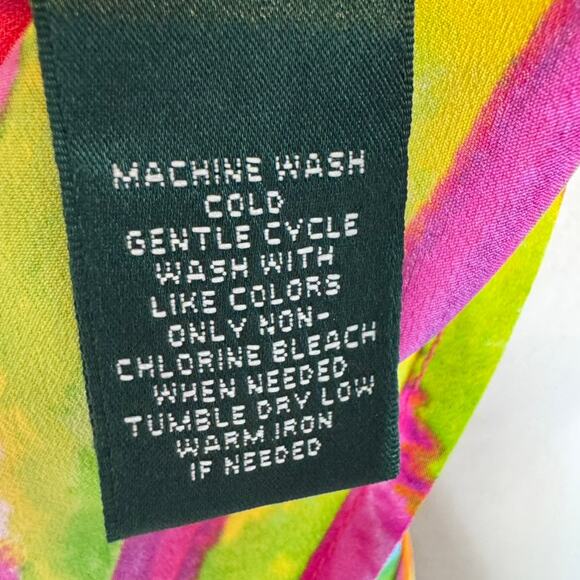 MACHINE WASH
COLD
GENTLE CYCLE
WASH WITH
LIKE COLORS
ONLY NON-
CHLORINE BLEACH
WHEN NEEDED
TUMBLE DRY LOW
WARM IRON
IF NEEDED